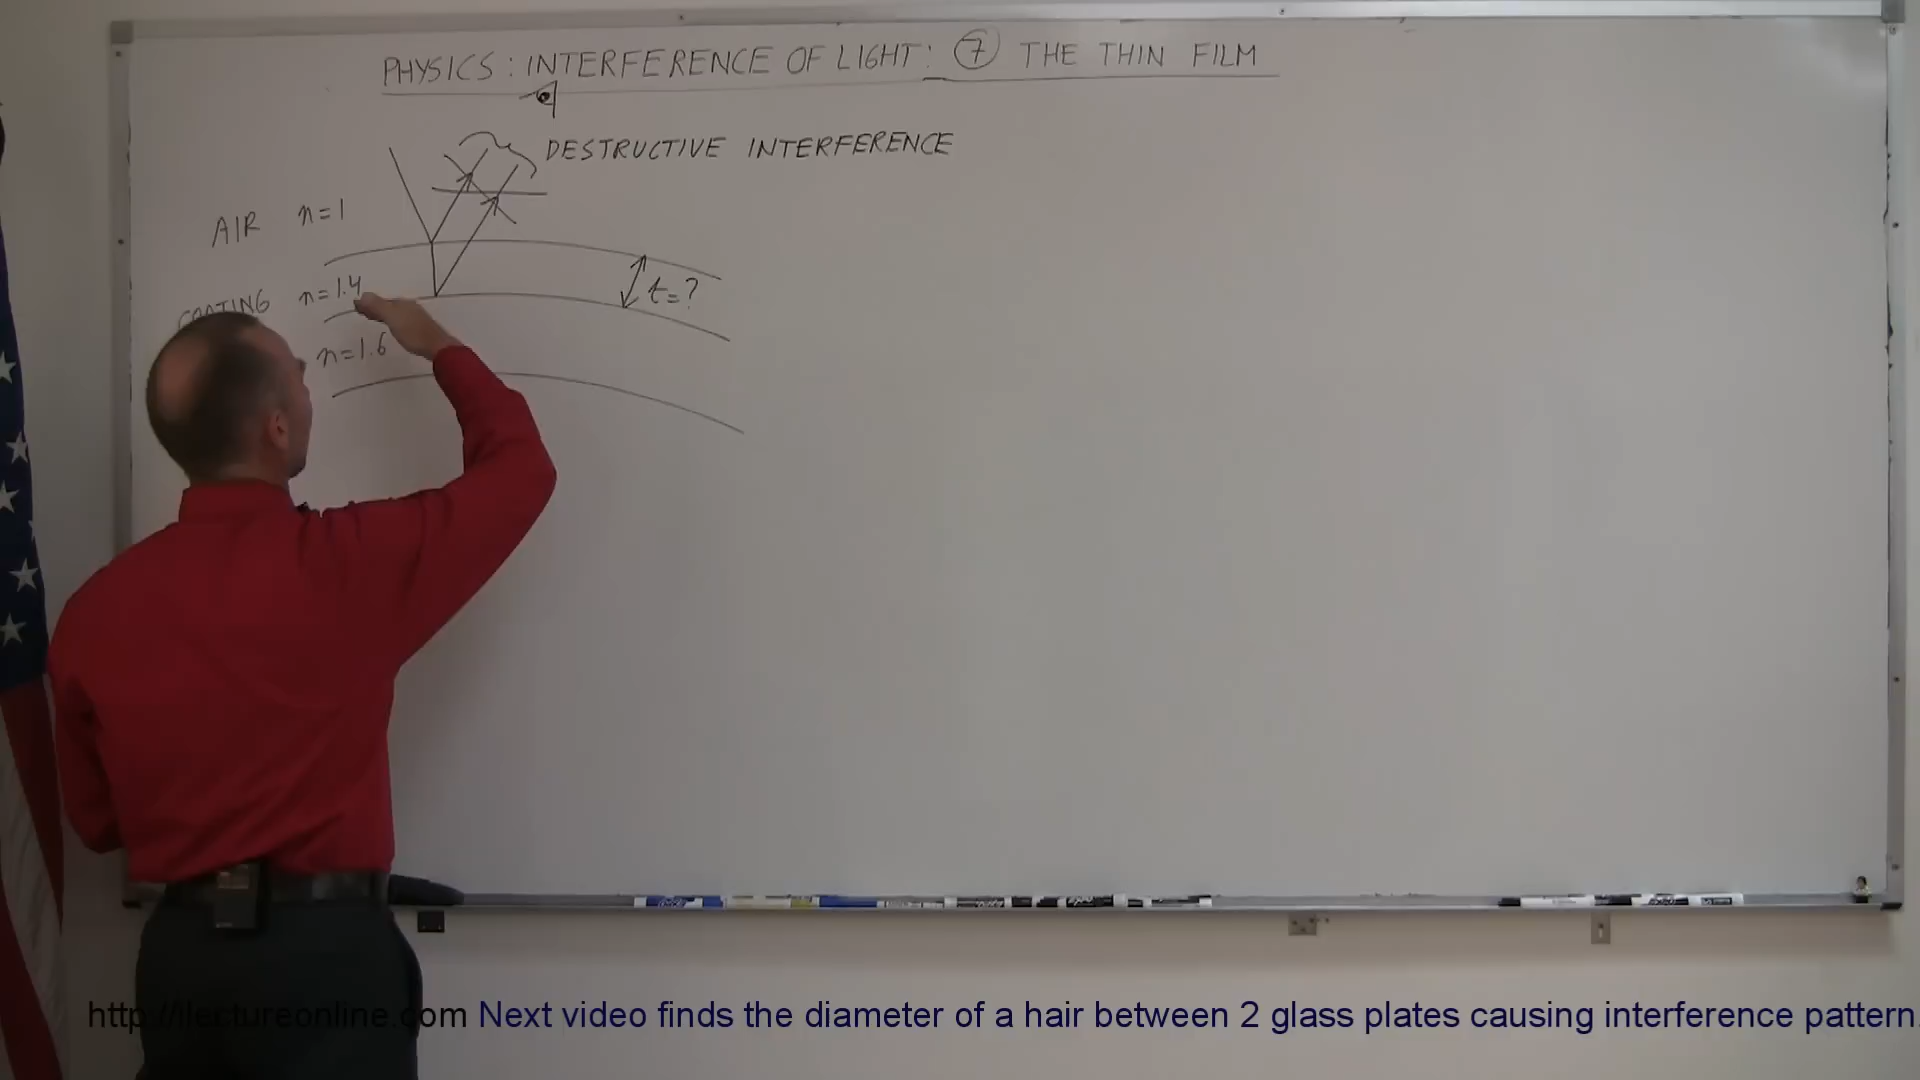 PHYSICS: INTERFERENCE OF LIGHT: 7 THE THIN FILM
DESTRUCTIVE INTERFERENCE
AIR n=1
COATING n=1.4
t=?
n=1.6
http://ilectureonline.com Next video finds the diameter of a hair between 2 glass plates causing interference pattern.